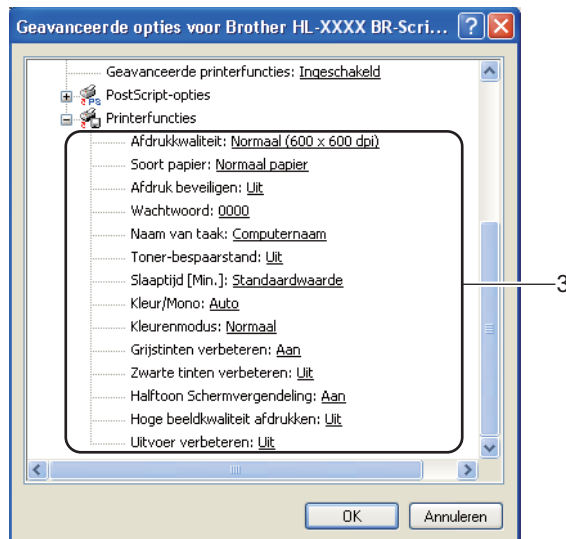 Geavanceerde opties voor Brother HL-XXXX BR-Scri...
Geavanceerde printerfuncties: Ingeschakeld
PS PostScript-opties
Printerfuncties
Afdrukkwaliteit: Normaal (600 x 600 dpi)
Soort papier: Normaal papier
Afdruk beveiligen: Uit
Wachtwoord: 0000
Naam van taak: Computernaam
Toner-bespaarstand: Uit
Slaaptijd [Min.]: Standaardwaarde
3
Kleur/Mono: Auto
Kleurenmodus: Normaal
Grijstinten verbeteren: Aan
Zwarte tinten verbeteren: Uit
Halftoon Schermvergendeling: Aan
Hoge beeldkwaliteit afdrukken: Uit
Uitvoer verbeteren: Uit
OK Annuleren